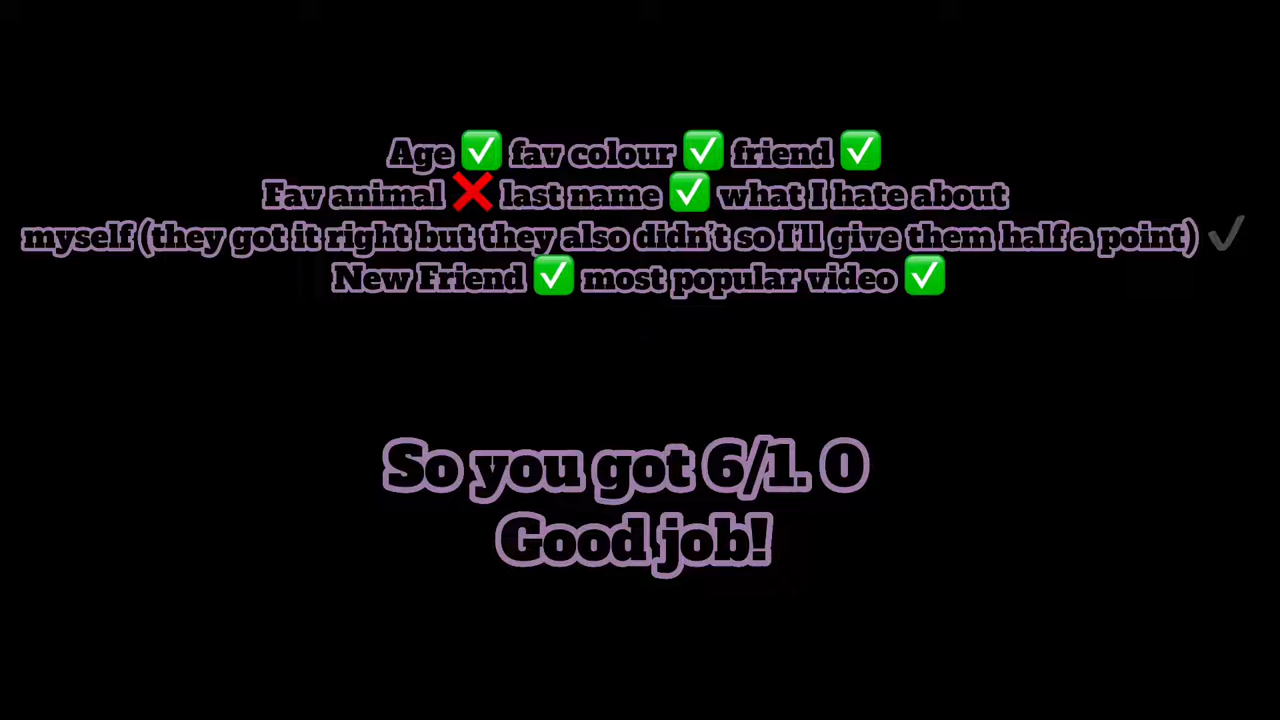 Age ✅ fav colour ✅ friend ✅
Fav animal ❌ last name ✅ what I hate about
myself (they got it right but they also didn't so I'll give them half a point) ✔
New Friend ✅ most popular video ✅
So you got 6/1. 0
Good job!